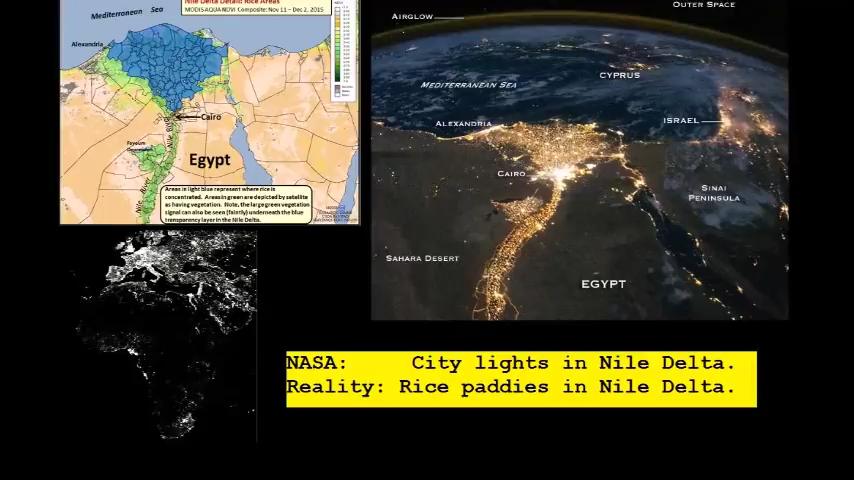 Nile Delta Detail: Rice Areas
MODIS AQUA NDVI Composite: Nov 11 – Dec 2, 2015
Mediterranean Sea
Alexandria
Cairo
Egypt
Nile River
Areas in light blue represent where rice is
concentrated. Areas in green are depicted by satellite
as having vegetation. Note, the large green vegetation
signal can also be seen (faintly) underneath the blue
transparency layer in the Nile Delta.
OUTER SPACE
AIRGLOW
CYPRUS
MEDITERRANEAN SEA
ALEXANDRIA
ISRAEL
CAIRO
SINAI
PENINSULA
SAHARA DESERT
EGYPT
NASA: City lights in Nile Delta.
Reality: Rice paddies in Nile Delta.